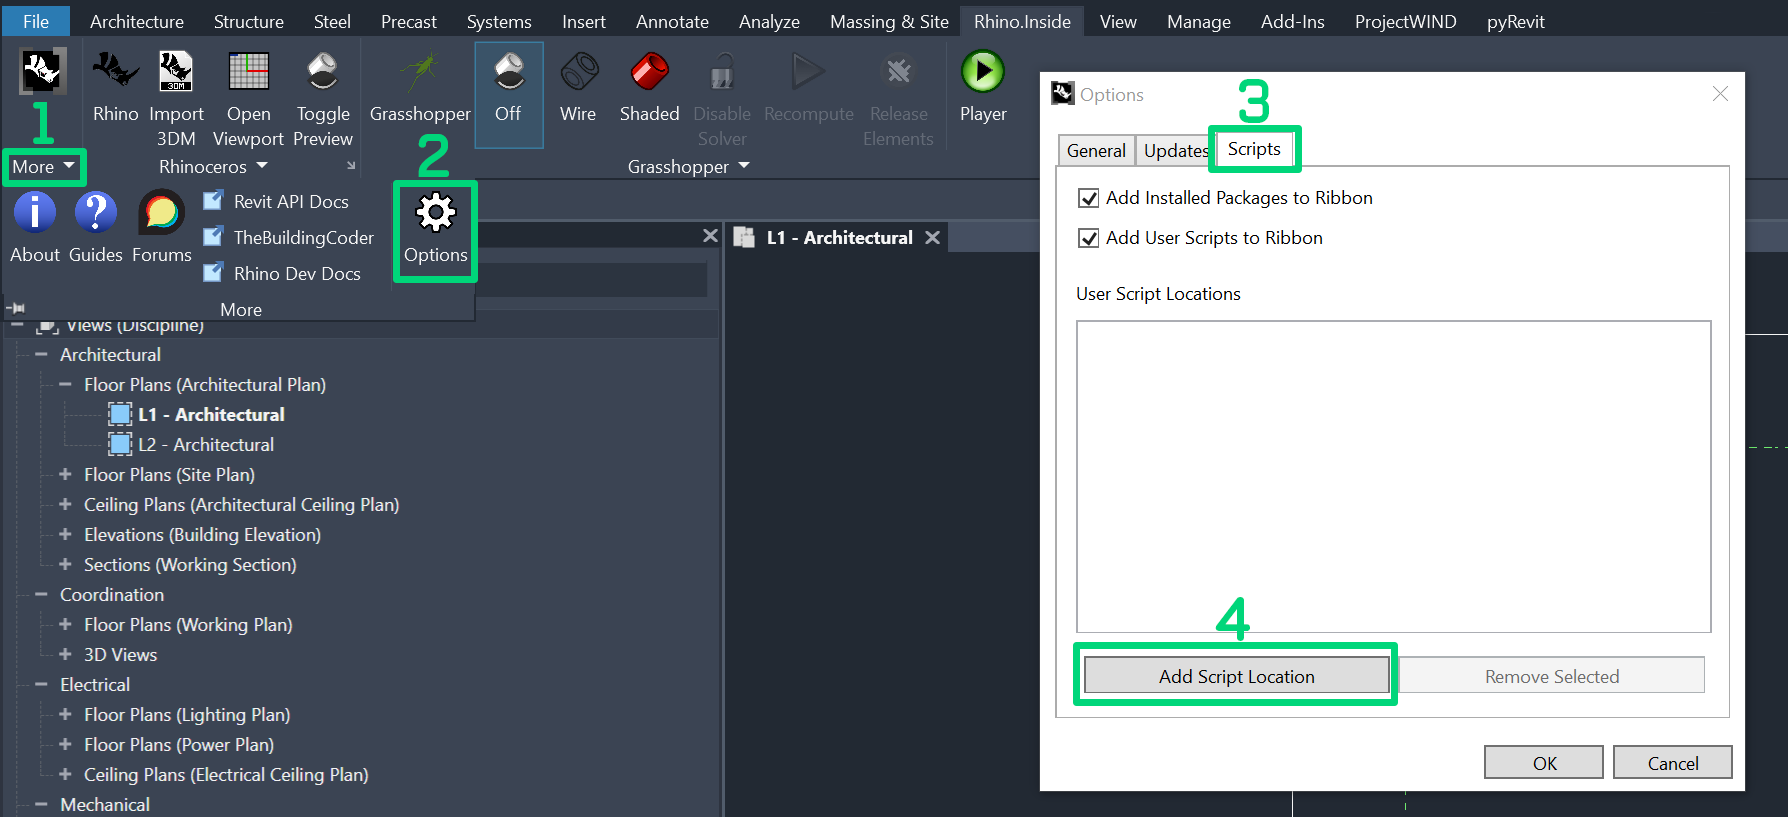 File Architecture Structure Steel Precast Systems Insert Annotate Analyze Massing & Site Rhino.Inside View Manage Add-Ins ProjectWIND pyRevit
1
More
Rhino
Import
3DM
Open
Viewport
Toggle
Preview
Rhinoceros
Grasshopper
Off
Wire
Shaded
Disable
Solver
Recompute
Release
Elements
Grasshopper
Player
About
Guides
Forums
Revit API Docs
TheBuildingCoder
Rhino Dev Docs
2
Options
More
L1 - Architectural
Views (Discipline)
Architectural
Floor Plans (Architectural Plan)
L1 - Architectural
L2 - Architectural
Floor Plans (Site Plan)
Ceiling Plans (Architectural Ceiling Plan)
Elevations (Building Elevation)
Sections (Working Section)
Coordination
Floor Plans (Working Plan)
3D Views
Electrical
Floor Plans (Lighting Plan)
Floor Plans (Power Plan)
Ceiling Plans (Electrical Ceiling Plan)
Mechanical
Options
3
General Updates Scripts
Add Installed Packages to Ribbon
Add User Scripts to Ribbon
User Script Locations
4
Add Script Location Remove Selected
OK Cancel